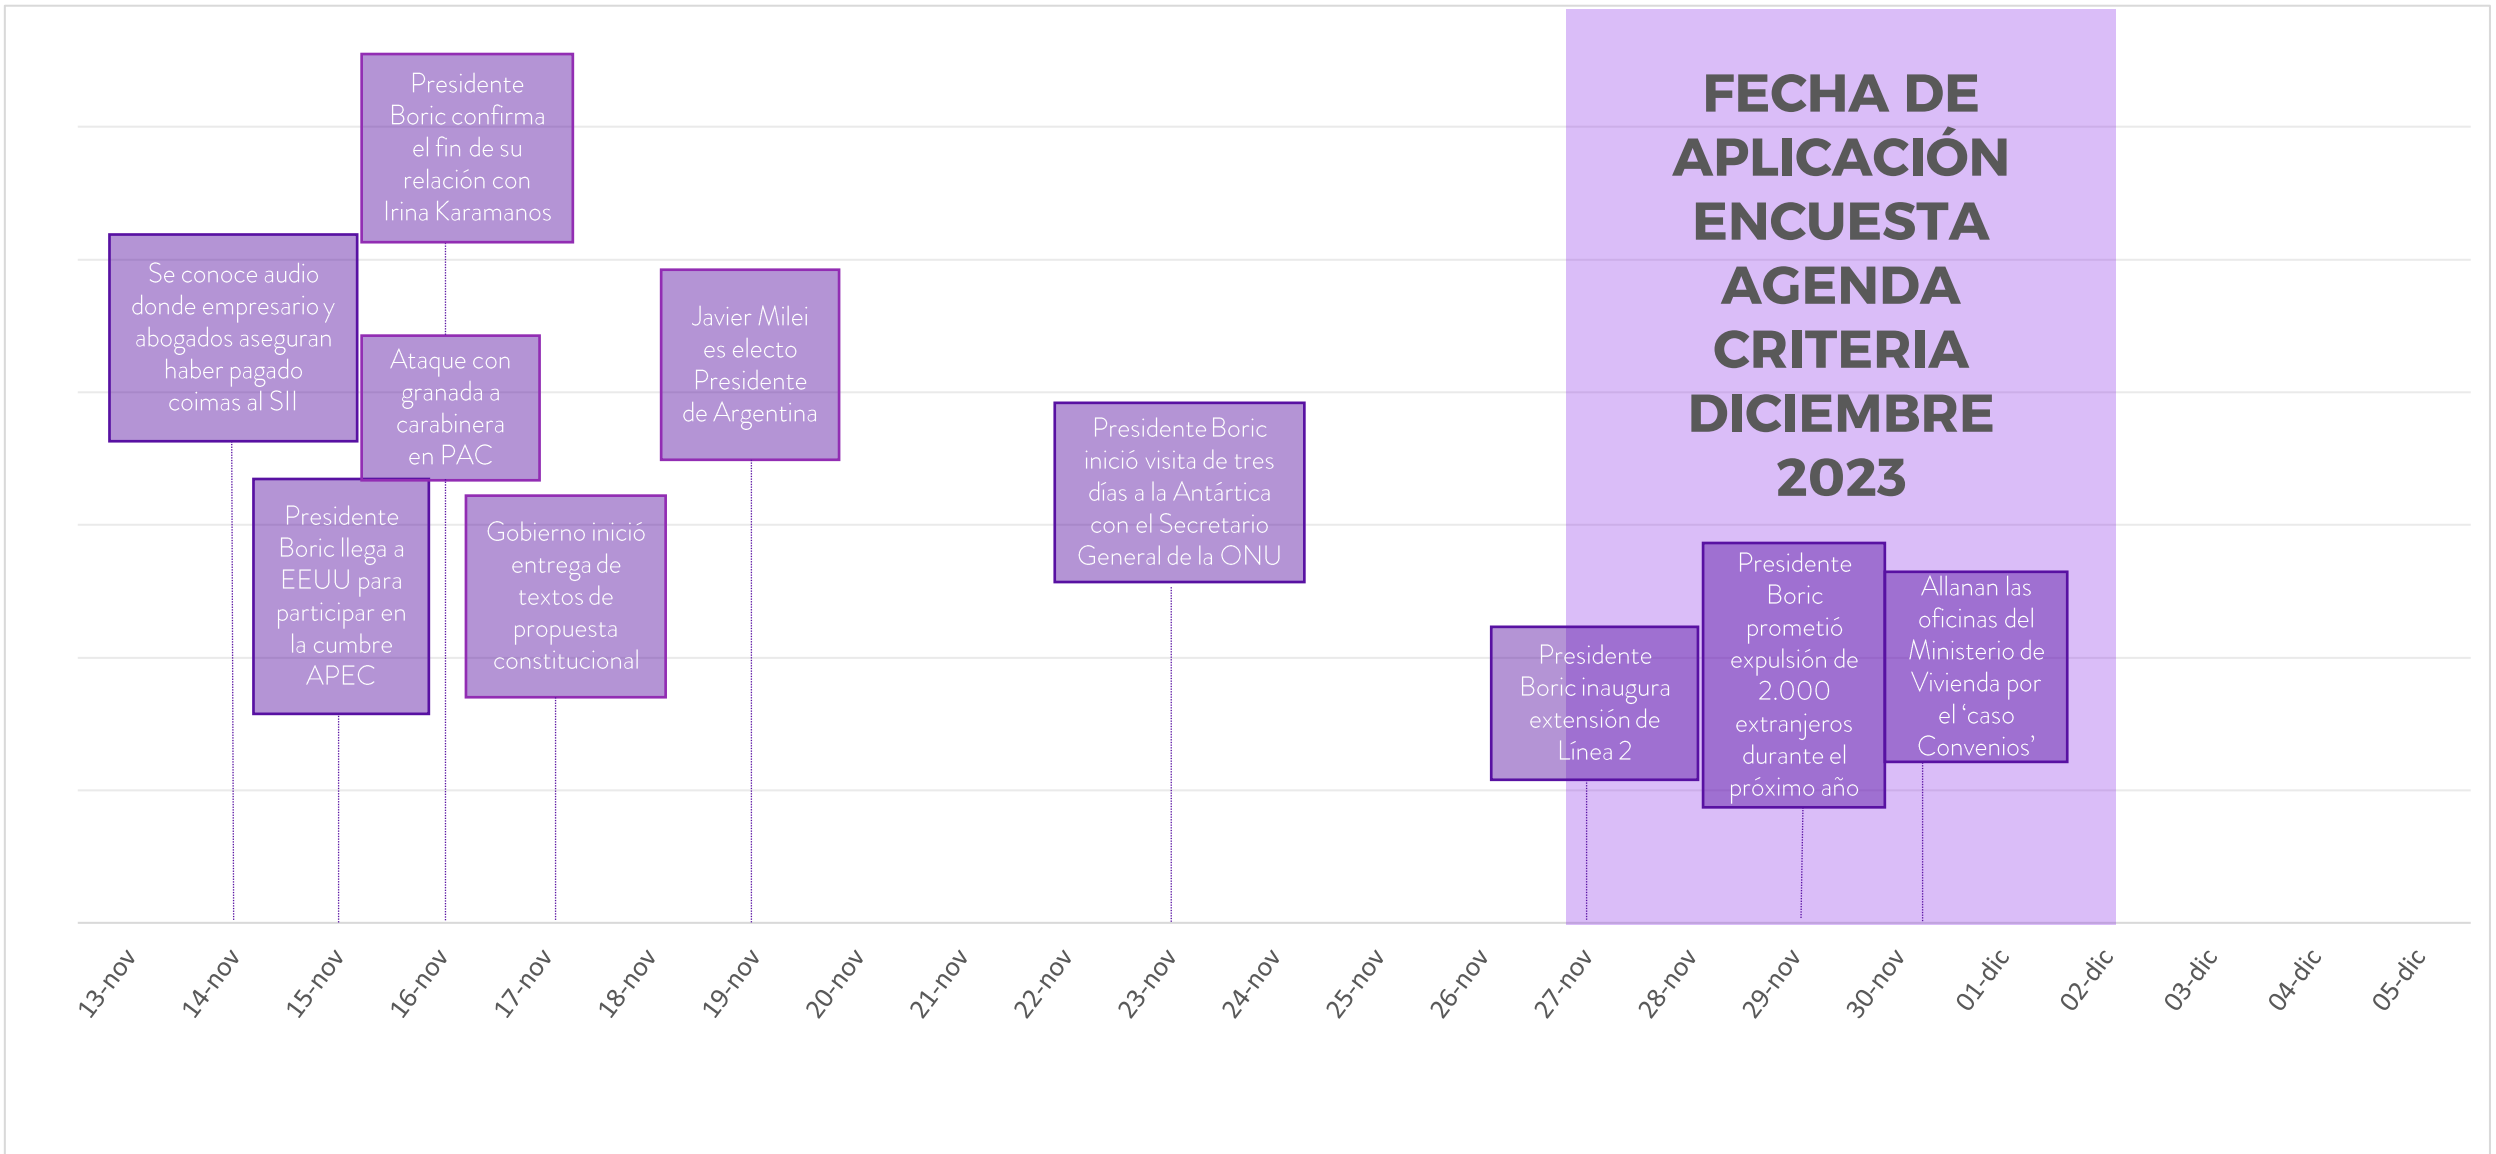 Presidente
Boric confirma
el fin de su
relación con
Irina Karamanos
Se conoce audio
donde empresario y
abogados aseguran
haber pagado
coimas al SII
Ataque con
granada a
carabinera
en PAC
Presidente
Boric llega a
EEUU para
participar en
la cumbre
APEC
Gobierno inició
entrega de
textos de
propuesta
constitucional
Javier Milei
es electo
Presidente
de Argentina
Presidente Boric
inició visita de tres
días a la Antártica
con el Secretario
General de la ONU
FECHA DE
APLICACIÓN
ENCUESTA
AGENDA
CRITERIA
DICIEMBRE
2023
Presidente
Boric inaugura
extensión de
Línea 2
Presidente
Boric
prometió
expulsión de
2.000
extranjeros
durante el
próximo año
Allanan las
oficinas del
Ministerio de
Vivienda por
el ‘caso
Convenios’
13-nov
14-nov
15-nov
16-nov
17-nov
18-nov
19-nov
20-nov
21-nov
22-nov
23-nov
24-nov
25-nov
26-nov
27-nov
28-nov
29-nov
30-nov
01-dic
02-dic
03-dic
04-dic
05-dic